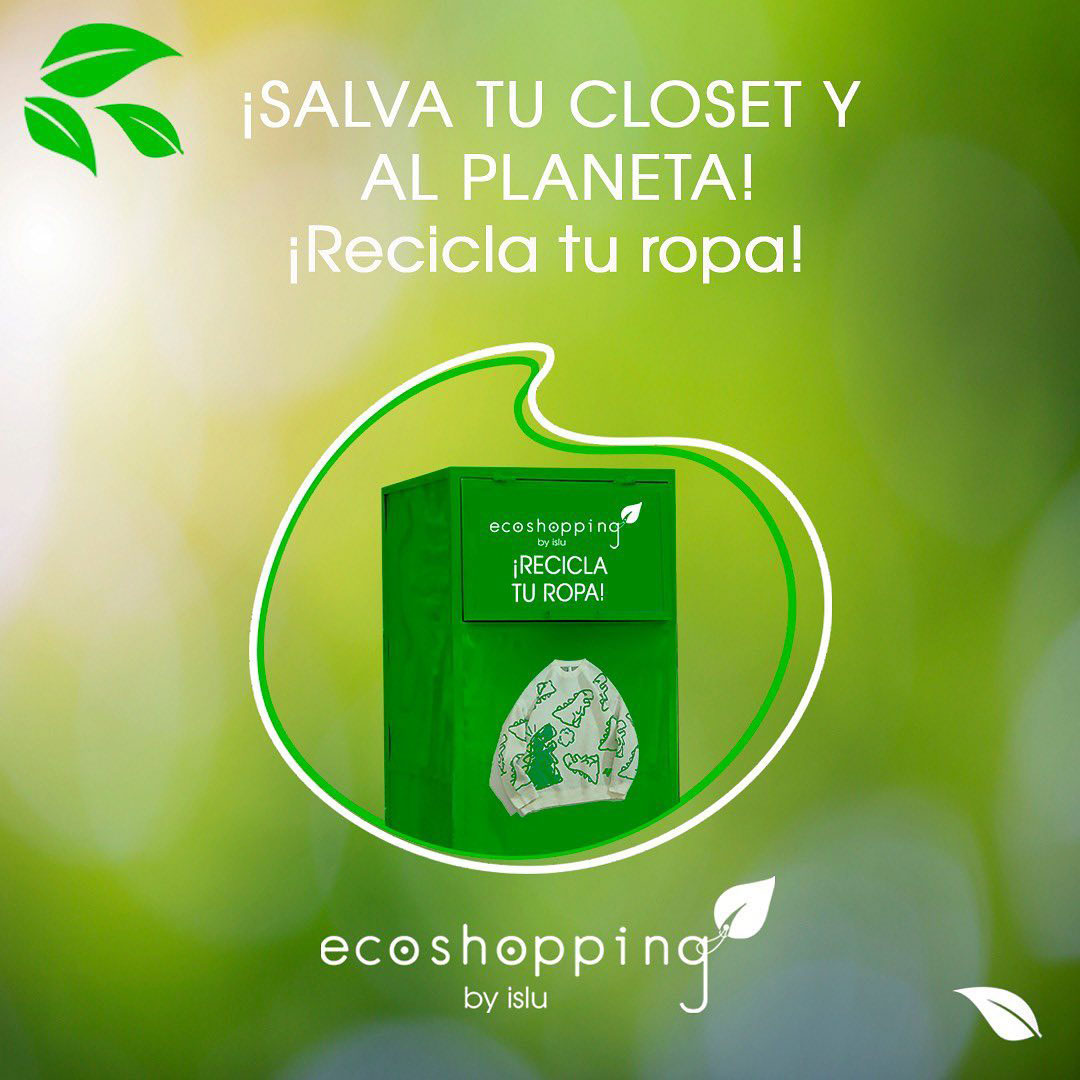 ¡SALVA TU CLOSET Y
AL PLANETA!
¡Recicla tu ropa!
ecoshopping
by islu
¡RECICLA
TU ROPA!
ecoshopping
by islu